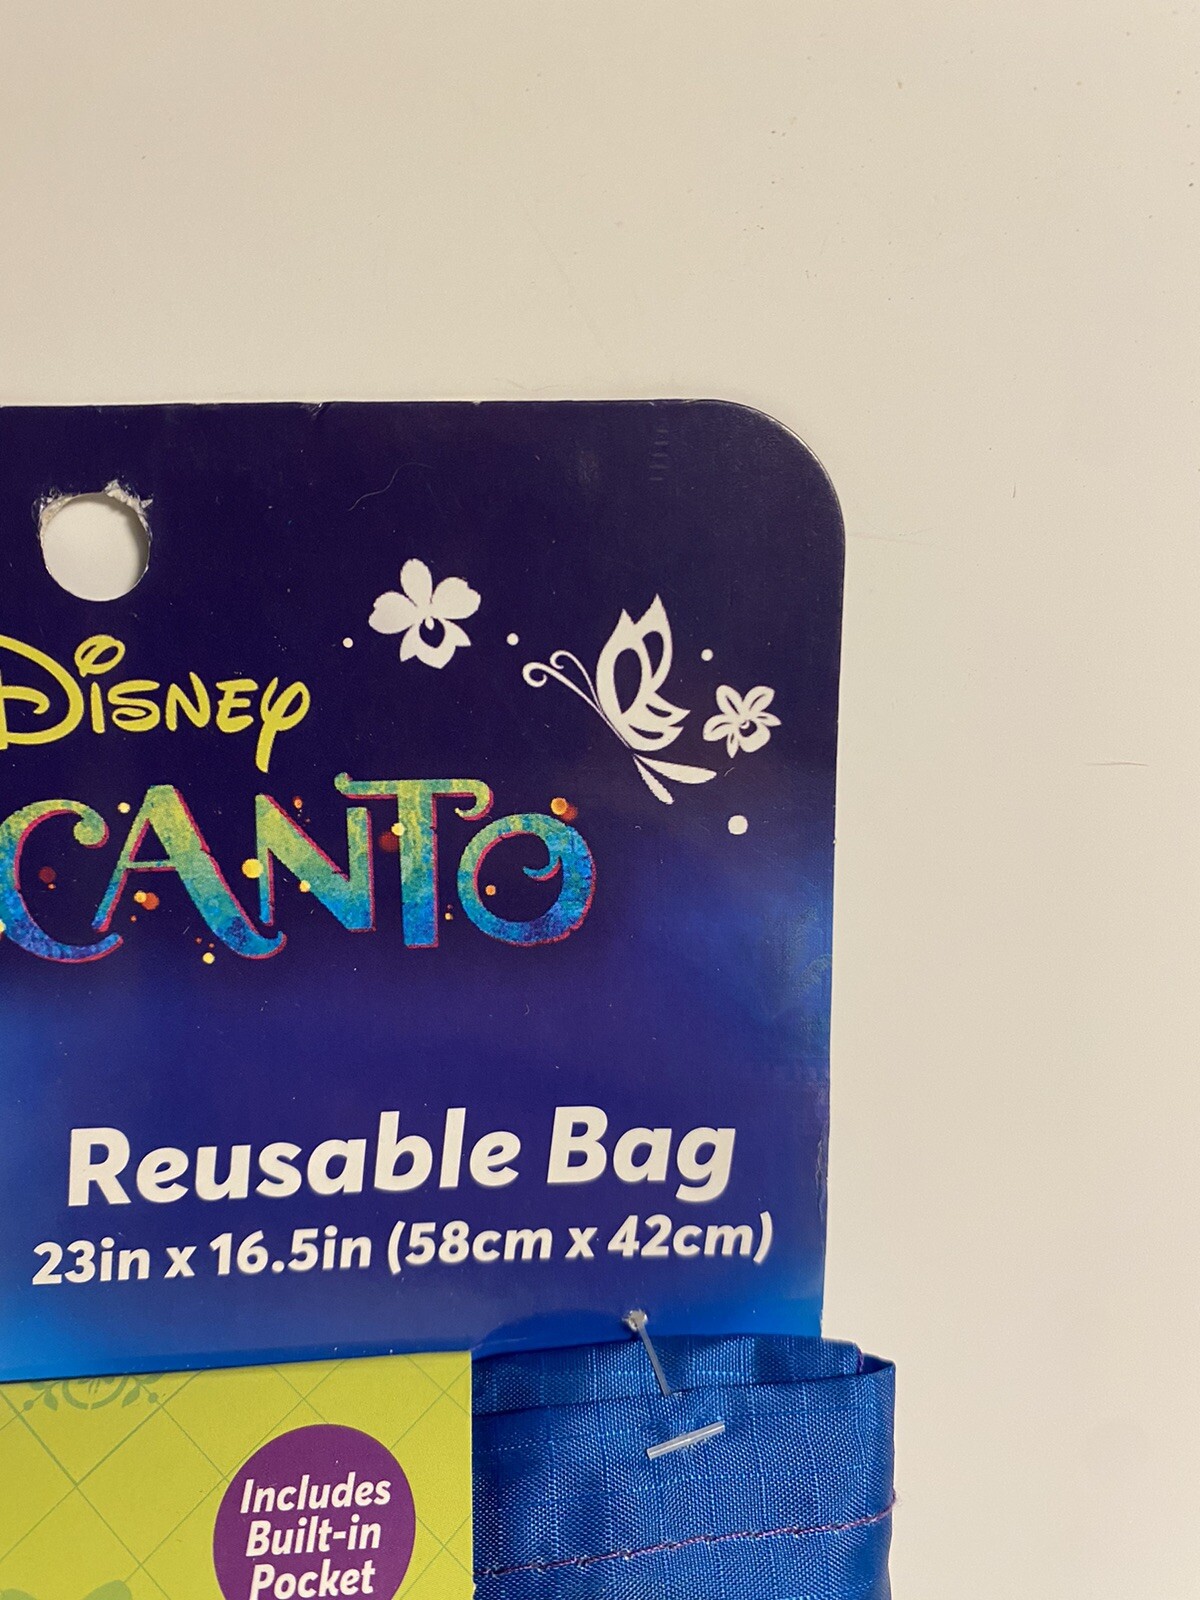 Disney
CANTO
Reusable Bag
23in x 16.5in (58cm x 42cm)
Includes
Built-in
Pocket